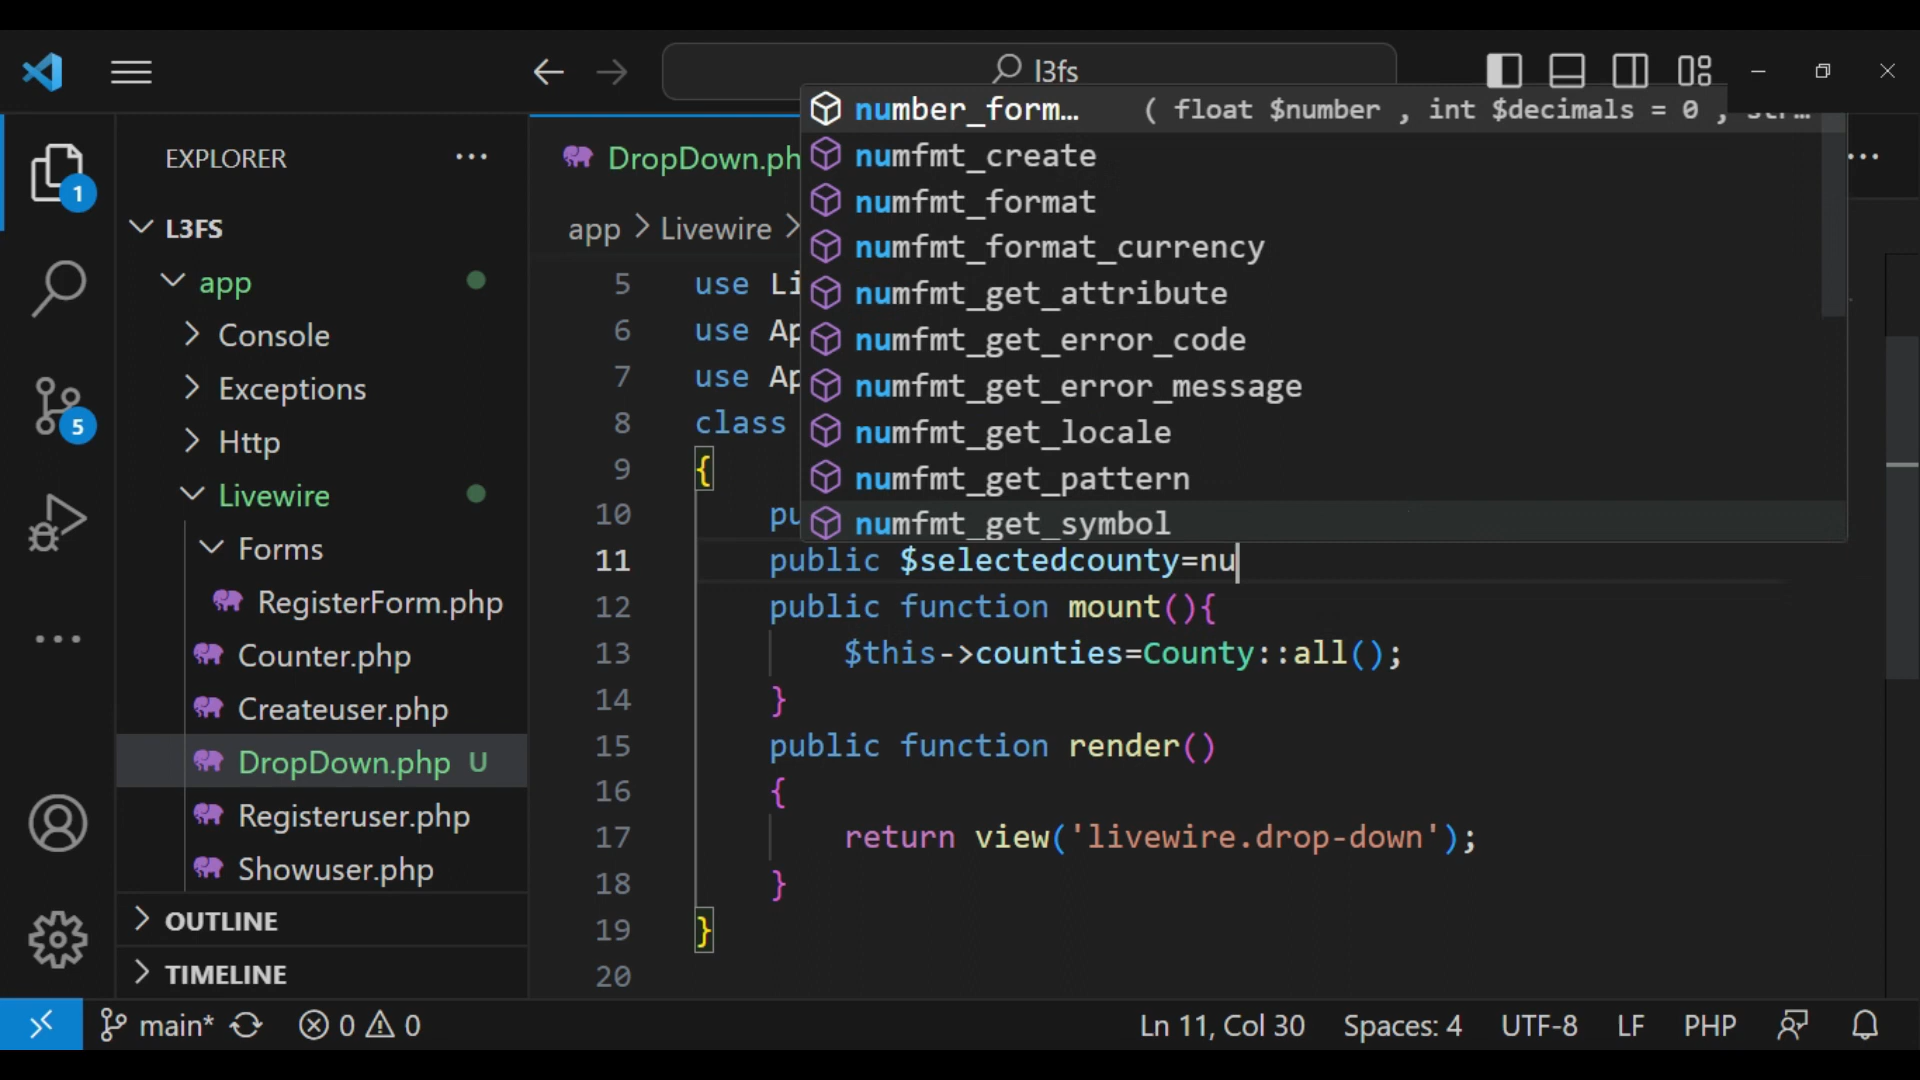 l3fs
EXPLORER
L3FS
app
Console
Exceptions
Http
Livewire
Forms
RegisterForm.php
Counter.php
Createuser.php
DropDown.php U
Registeruser.php
Showuser.php
OUTLINE
TIMELINE
1
5
DropDown.ph
app > Livewire >
number_form… ( float $number , int $decimals = 0 ,
numfmt_create
numfmt_format
numfmt_format_currency
numfmt_get_attribute
numfmt_get_error_code
numfmt_get_error_message
numfmt_get_locale
numfmt_get_pattern
numfmt_get_symbol
5 use Li
6 use Ap
7 use Ap
8 class
9 {
10 pu
11 public $selectedcounty=nu
12 public function mount(){
13 $this->counties=County::all();
14 }
15 public function render()
16 {
17 return view('livewire.drop-down');
18 }
19 }
20
main* 0 0 Ln 11, Col 30 Spaces: 4 UTF-8 LF PHP